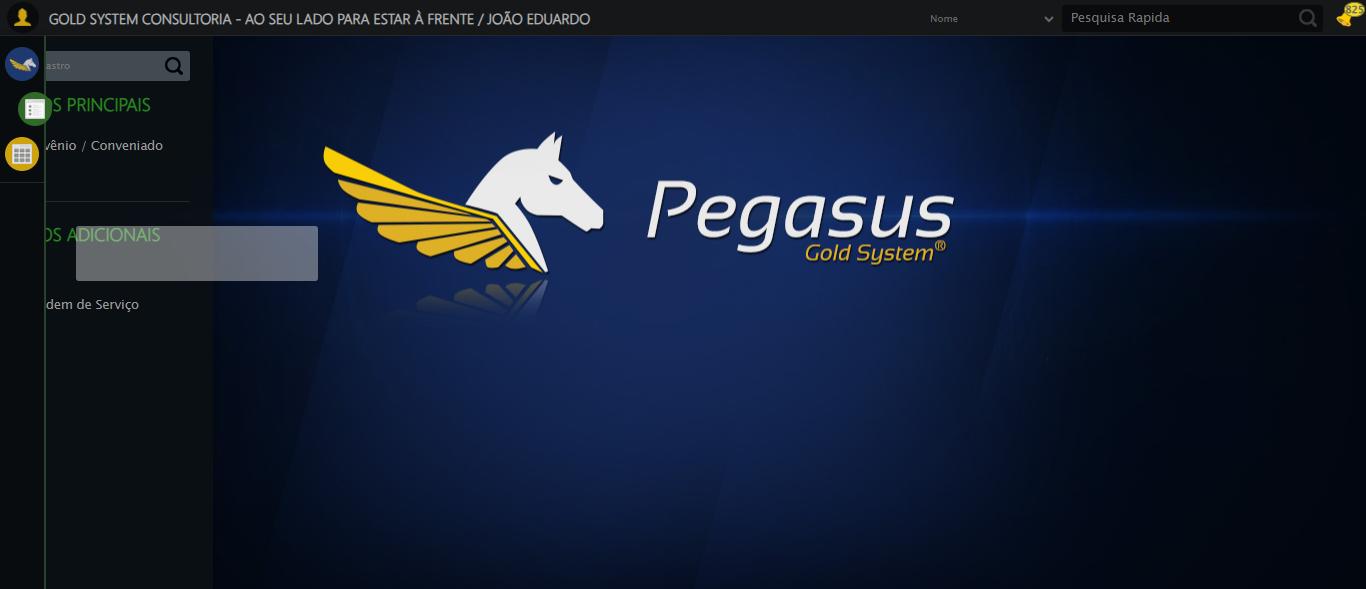 GOLD SYSTEM CONSULTORIA - AO SEU LADO PARA ESTAR À FRENTE / JOÃO EDUARDO
Nome
Pesquisa Rapida
825
astro
S PRINCIPAIS
vênio / Conveniado
OS ADICIONAIS
dem de Serviço
Pegasus
Gold System®